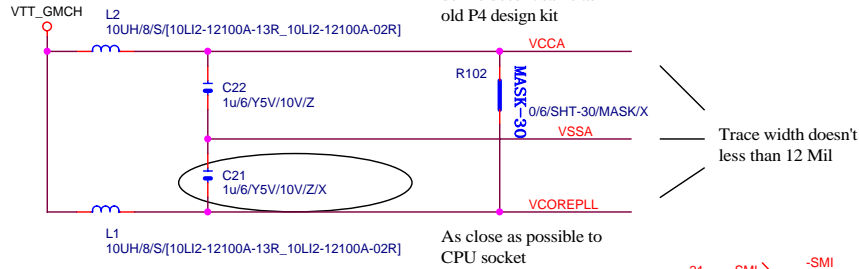 VTT_GMCH
L2
10UH/8/S/[10LI2-12100A-13R_10LI2-12100A-02R]
old P4 design kit
VCCA
C22
1u/6/Y5V/10V/Z
R102
MASK-30
0/6/SHT-30/MASK/X
VSSA
Trace width doesn't
less than 12 Mil
C21
1u/6/Y5V/10V/Z/X
VCOREPLL
L1
10UH/8/S/[10LI2-12100A-13R_10LI2-12100A-02R]
As close as possible to
CPU socket
-SMI